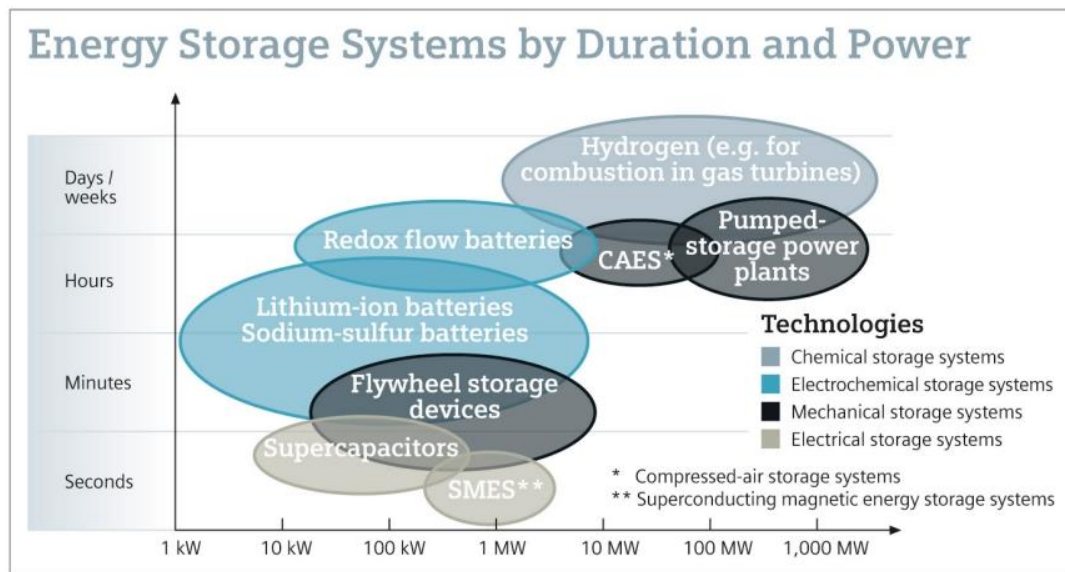 Energy Storage Systems by Duration and Power
Days /
weeks
Hours
Minutes
Seconds
Hydrogen (e.g. for
combustion in gas turbines)
Redox flow batteries
CAES*
Pumped-
storage power
plants
Lithium-ion batteries
Sodium-sulfur batteries
Flywheel storage
devices
Supercapacitors
SMES**
Technologies
Chemical storage systems
Electrochemical storage systems
Mechanical storage systems
Electrical storage systems
* Compressed-air storage systems
** Superconducting magnetic energy storage systems
1 kW 10 kW 100 kW 1 MW 10 MW 100 MW 1,000 MW